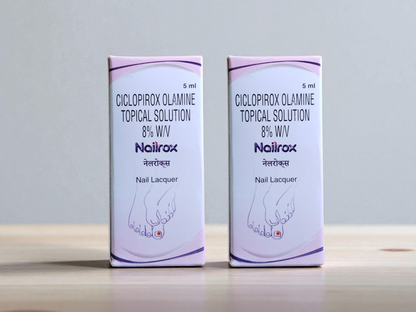 5 ml
CICLOPIROX OLAMINE
TOPICAL SOLUTION
8% W/V
Nailrox
नेलरोक्स
Nail Lacquer
5 ml
CICLOPIROX OLAMINE
TOPICAL SOLUTION
8% W/V
Nailrox
नेलरोक्स
Nail Lacquer